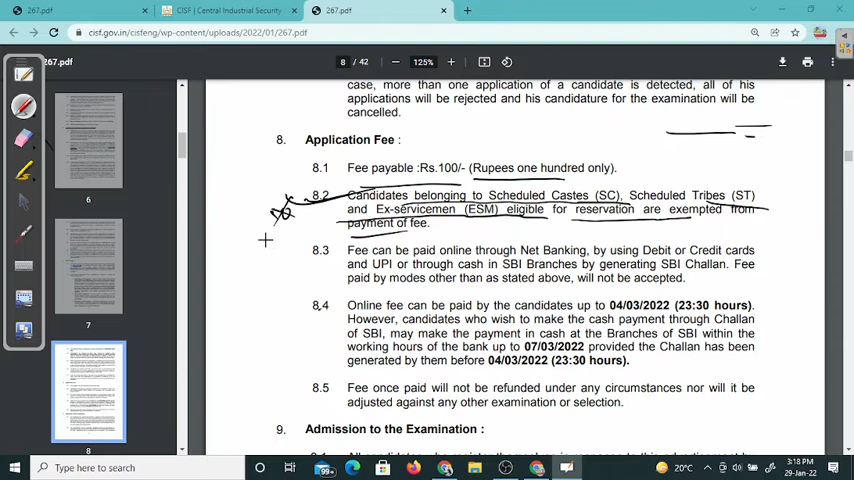 267.pdf
CISF | Central Industrial Security
267.pdf
cisf.gov.in/cisfeng/wp-content/uploads/2022/01/267.pdf
267.pdf
8 / 42
125%
6
7
8
case, more than one application of a candidate is detected, all of his
applications will be rejected and his candidature for the examination will be
cancelled.
8. Application Fee :
8.1 Fee payable :Rs.100/- (Rupees one hundred only).
8.2 Candidates belonging to Scheduled Castes (SC), Scheduled Tribes (ST)
and Ex-servicemen (ESM) eligible for reservation are exempted from
payment of fee.
8.3 Fee can be paid online through Net Banking, by using Debit or Credit cards
and UPI or through cash in SBI Branches by generating SBI Challan. Fee
paid by modes other than as stated above, will not be accepted.
8.4 Online fee can be paid by the candidates up to 04/03/2022 (23:30 hours).
However, candidates who wish to make the cash payment through Challan
of SBI, may make the payment in cash at the Branches of SBI within the
working hours of the bank up to 07/03/2022 provided the Challan has been
generated by them before 04/03/2022 (23:30 hours).
8.5 Fee once paid will not be refunded under any circumstances nor will it be
adjusted against any other examination or selection.
9. Admission to the Examination :
Type here to search
99+
20°C
3:18 PM
29-Jan-22